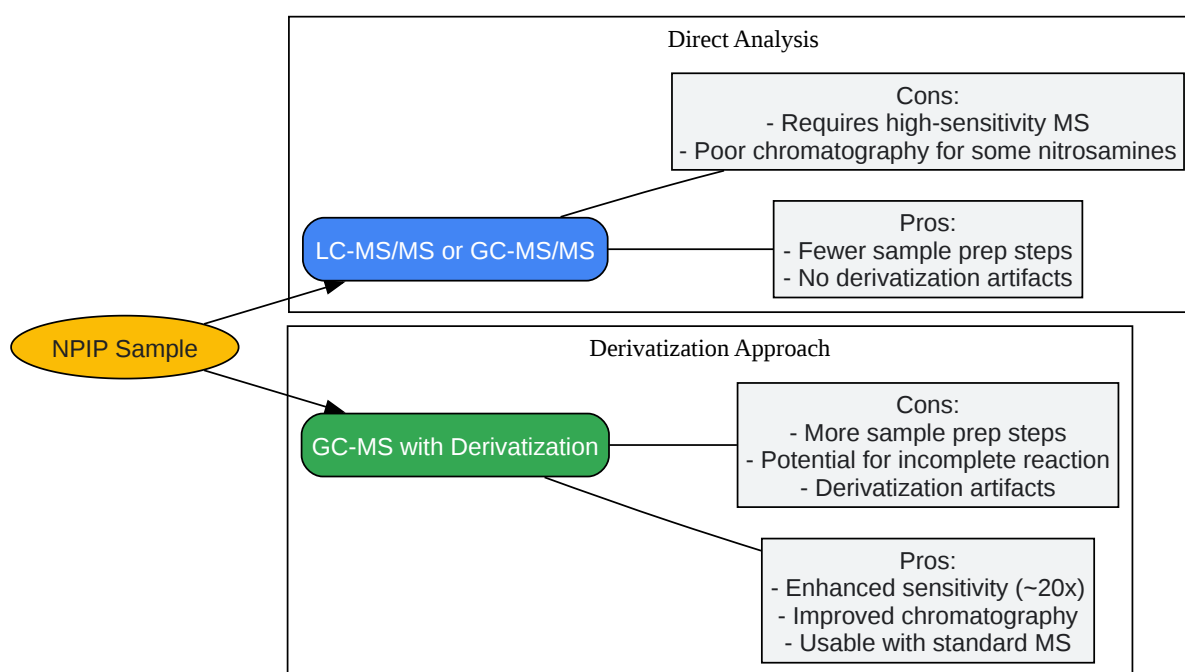 Direct Analysis
Cons:
- Requires high-sensitivity MS
- Poor chromatography for some nitrosamines
LC-MS/MS or GC-MS/MS
Pros:
- Fewer sample prep steps
- No derivatization artifacts
NPIP Sample
Derivatization Approach
GC-MS with Derivatization
Cons:
- More sample prep steps
- Potential for incomplete reaction
- Derivatization artifacts
Pros:
- Enhanced sensitivity (~20x)
- Improved chromatography
- Usable with standard MS